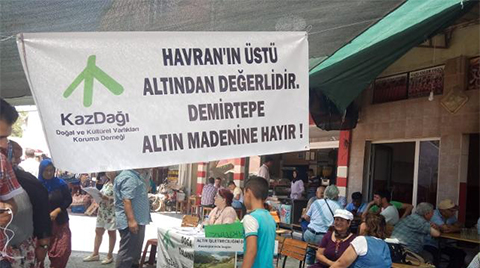 HAVRAN'IN ÜSTÜ
ALTINDAN DEĞERLİDİR.
DEMİRTEPE
ALTIN MADENİNE HAYIR !
KazDağı
Doğal ve Kültürel Varlıkları
Koruma Derneği